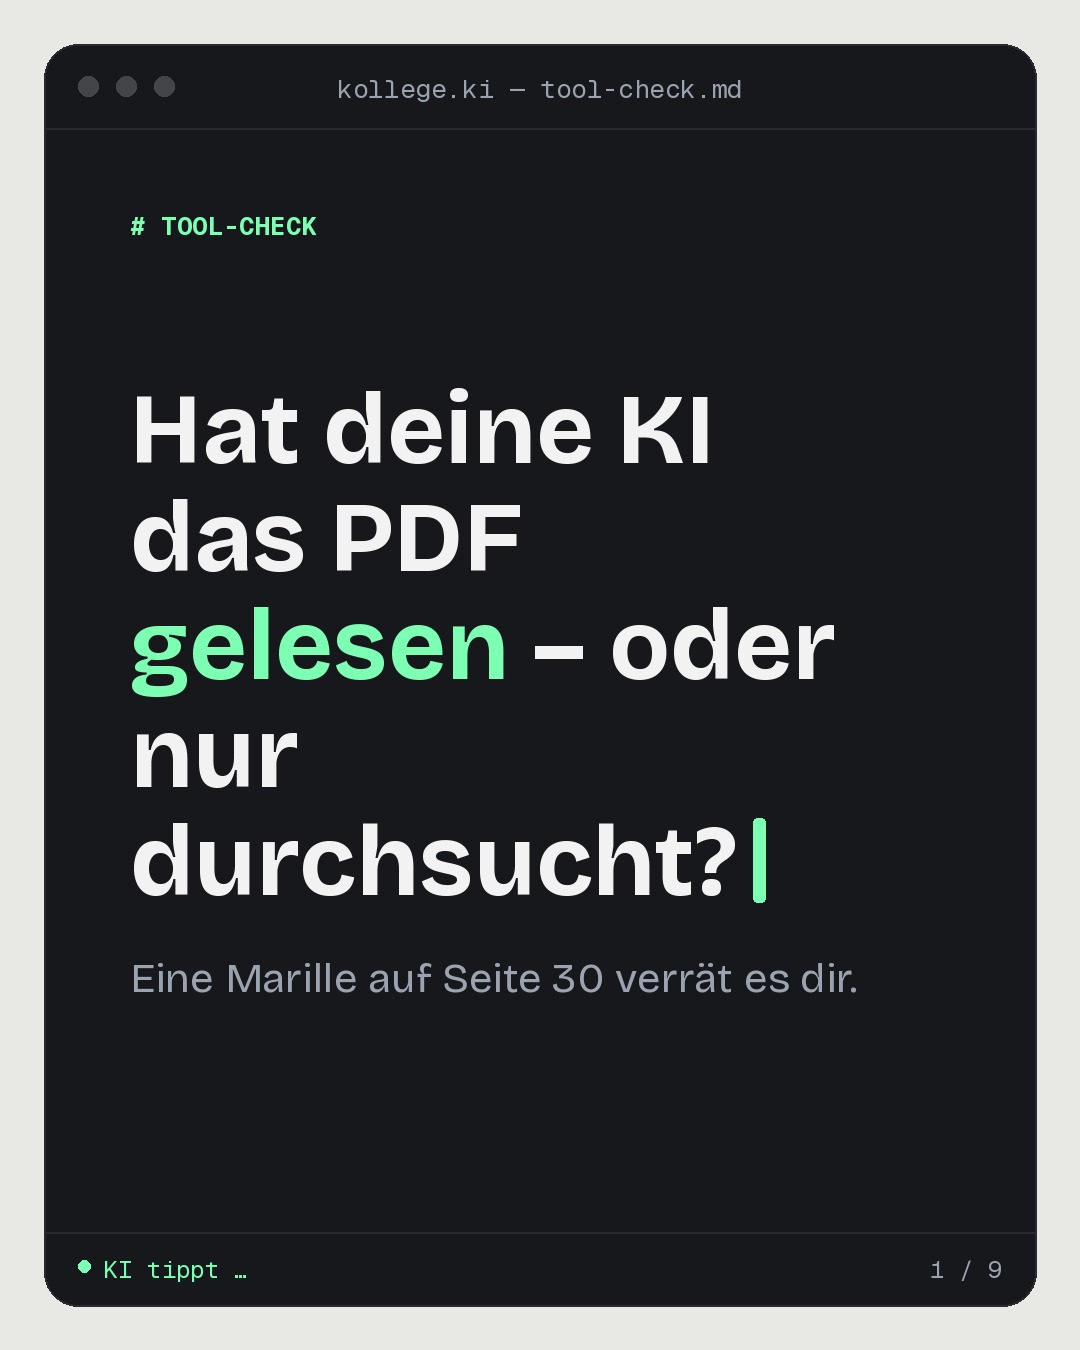 kollege.ki — tool-check.md
# TOOL-CHECK
Hat deine KI
das PDF
gelesen – oder
nur
durchsucht?
Eine Marille auf Seite 30 verrät es dir.
KI tippt …
1 / 9